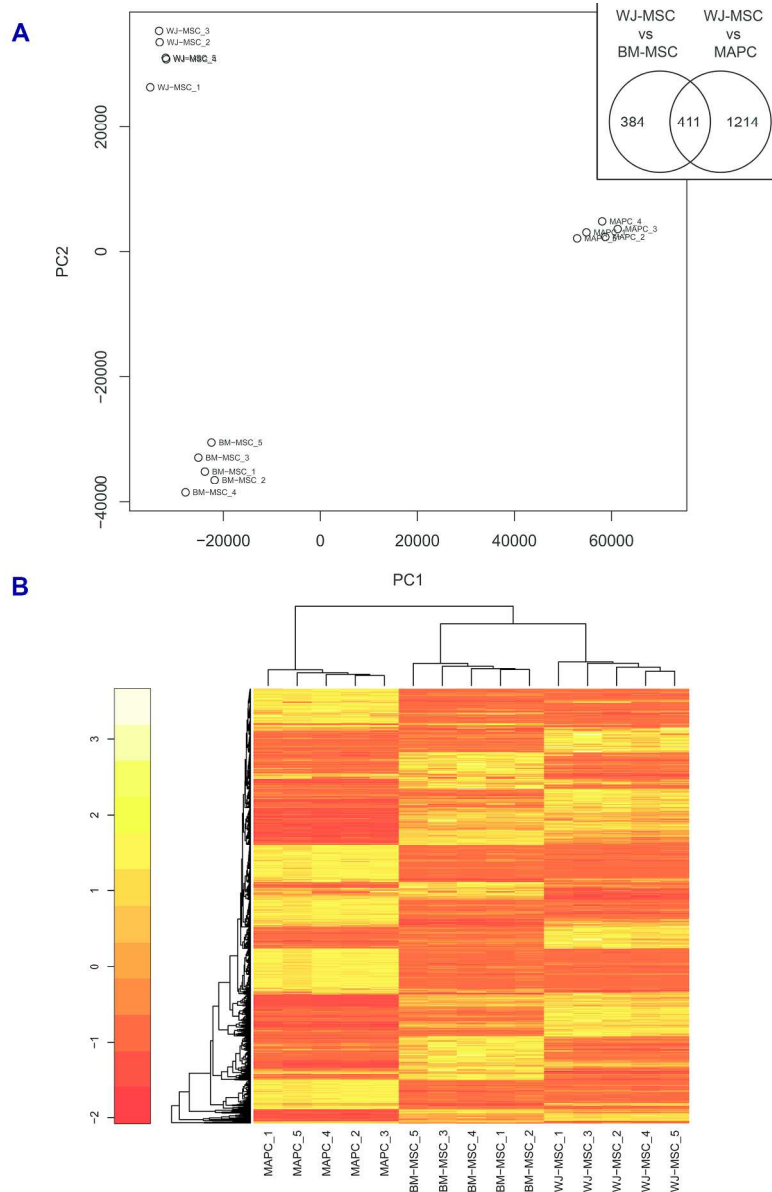 A
WJ-MSC vs BM-MSC
WJ-MSC vs MAPC
384
411
1214
WJ-MSC_3
WJ-MSC_2
WJ-MSC_4
WJ-MSC_1
MAPC_4
MAPC_3
MAPC_2
BM-MSC_5
BM-MSC_3
BM-MSC_1
BM-MSC_2
BM-MSC_4
PC2
20000
0
−20000
−40000
−20000
0
20000
40000
60000
PC1
B
3
2
1
0
−1
−2
MAPC_1
MAPC_5
MAPC_4
MAPC_2
MAPC_3
BM-MSC_5
BM-MSC_3
BM-MSC_4
BM-MSC_1
BM-MSC_2
WJ-MSC_1
WJ-MSC_3
WJ-MSC_2
WJ-MSC_4
WJ-MSC_5